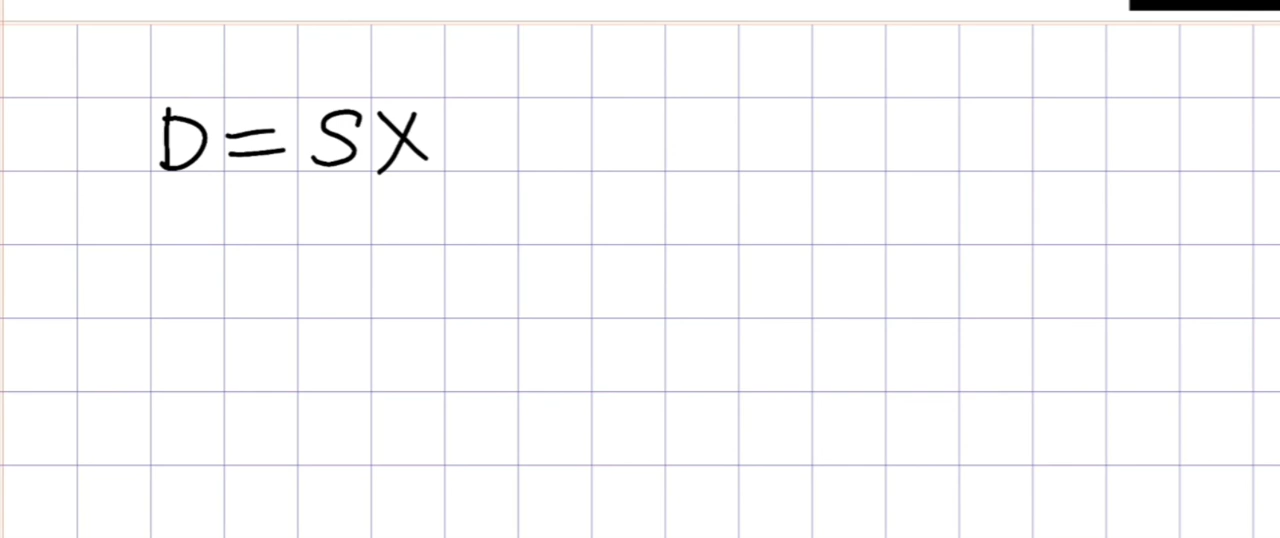 D = SX